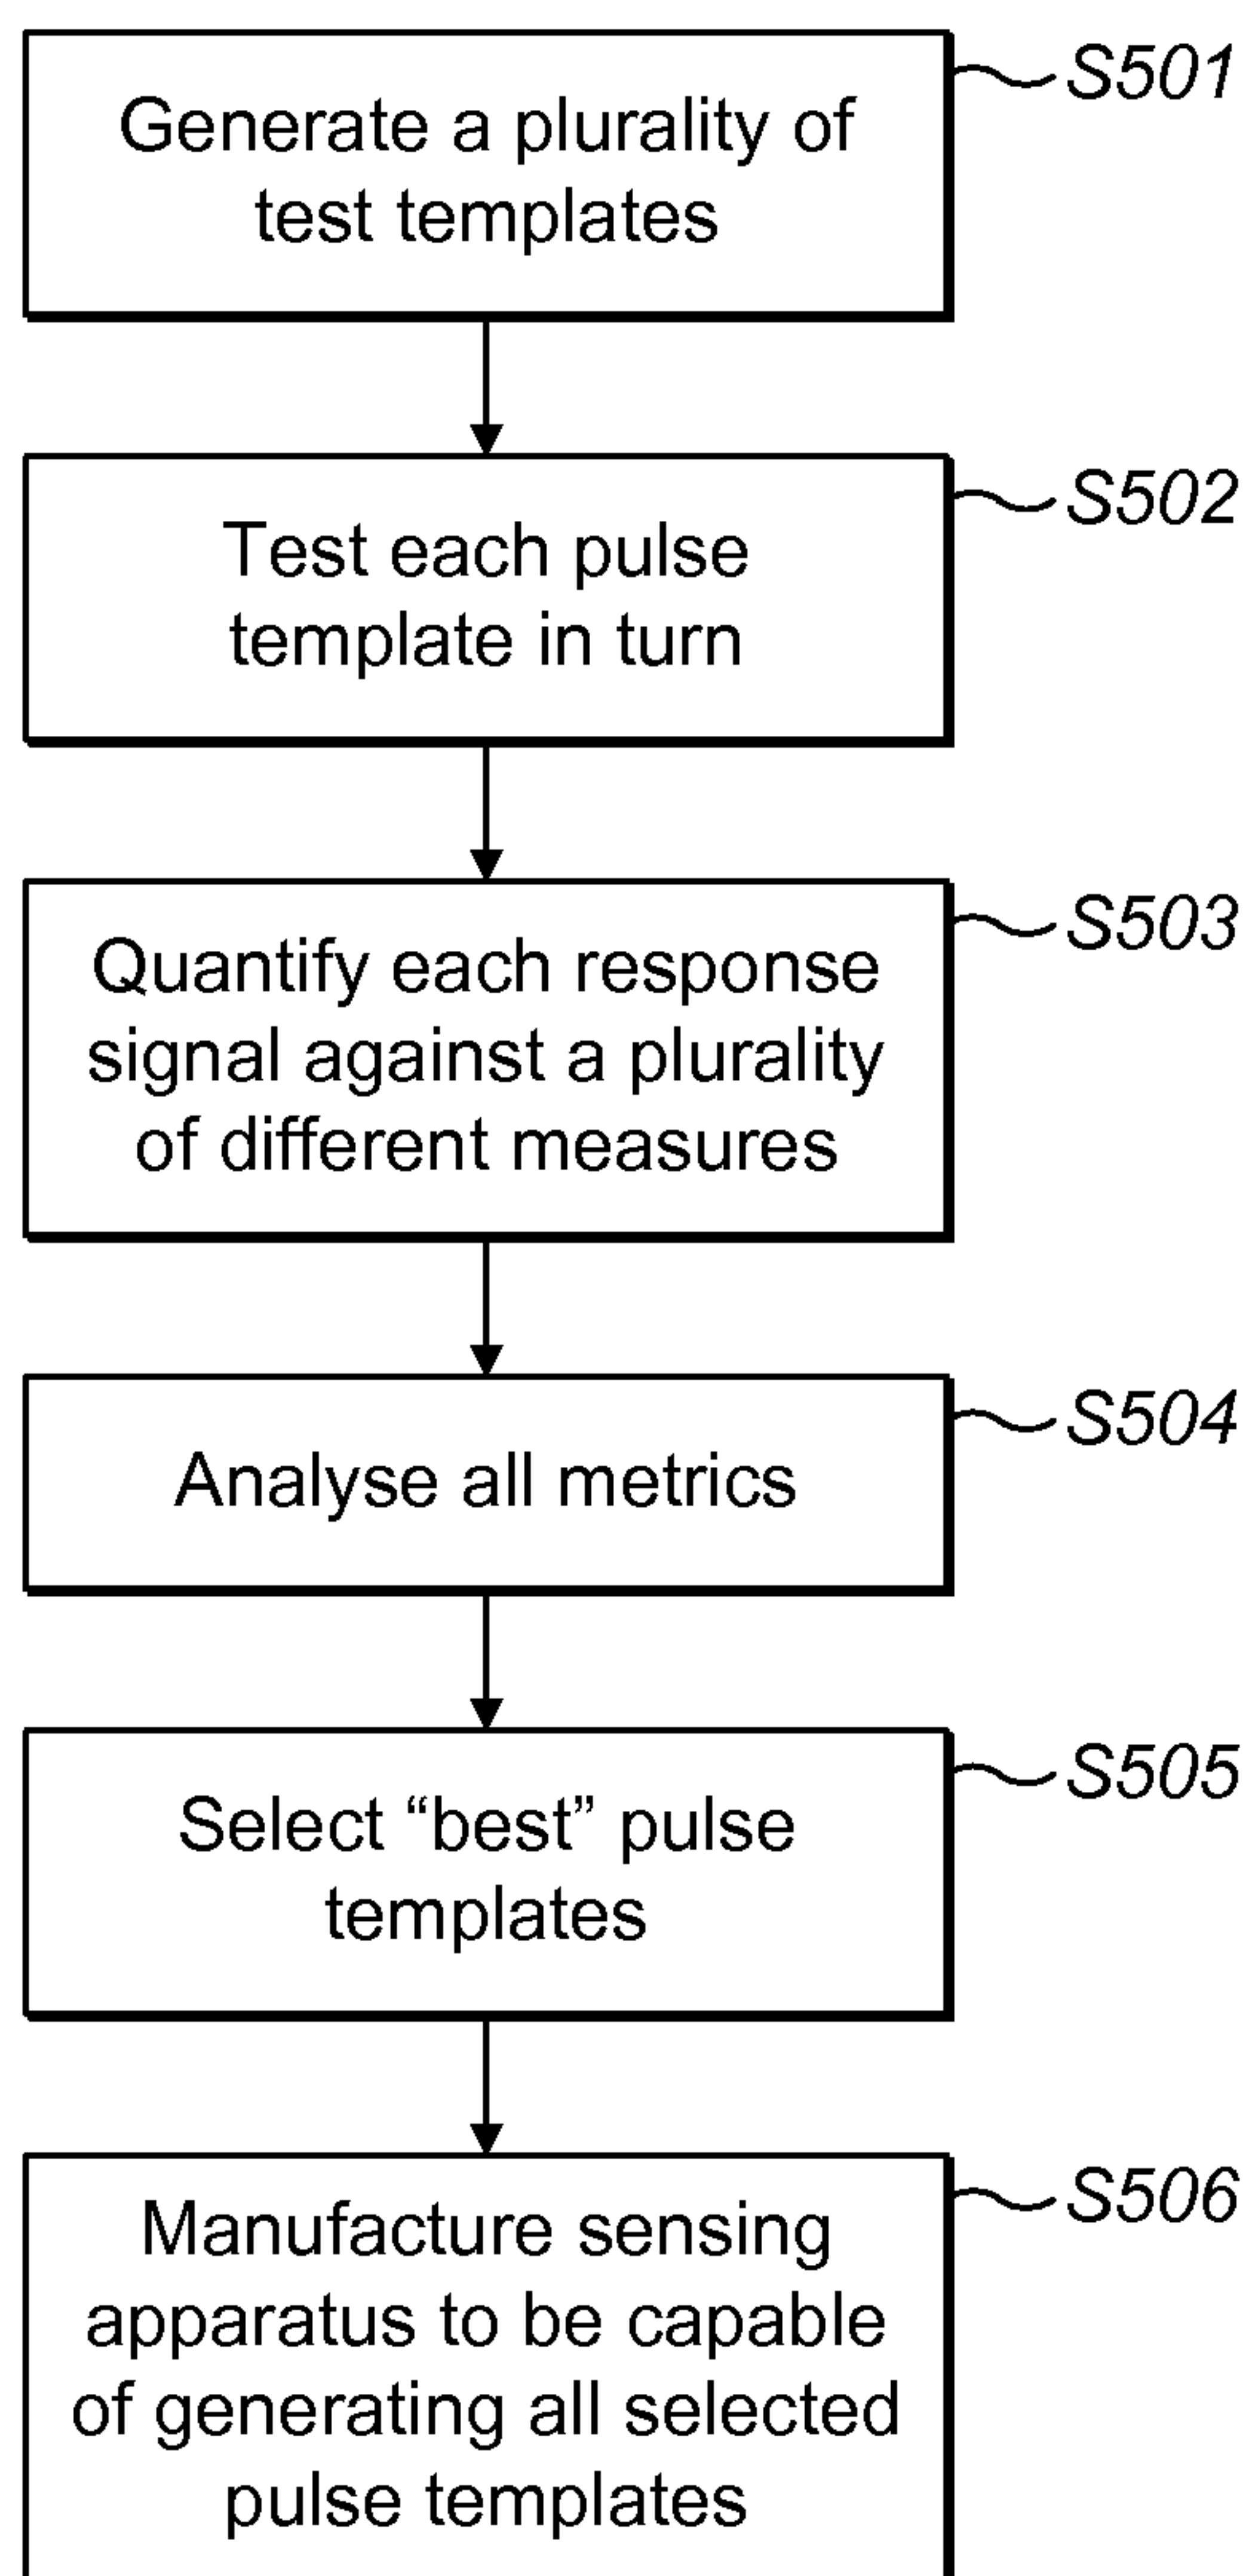 Generate a plurality of
test templates
S501
Test each pulse
template in turn
S502
Quantify each response
signal against a plurality
of different measures
S503
Analyse all metrics
S504
Select “best” pulse
templates
S505
Manufacture sensing
apparatus to be capable
of generating all selected
pulse templates
S506